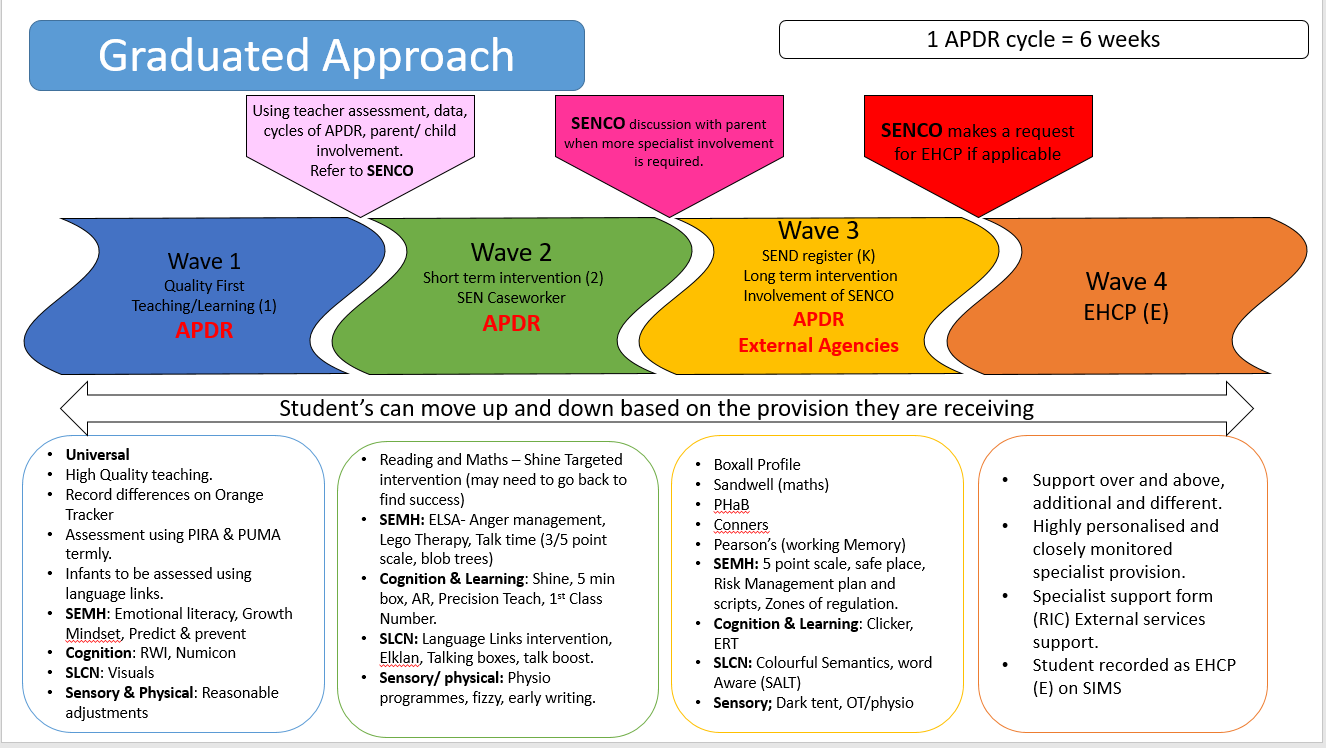 Graduated Approach
1 APDR cycle = 6 weeks
Using teacher assessment, data,
cycles of APDR, parent/ child
involvement.
Refer to SENCO
SENCO discussion with parent
when more specialist involvement
is required.
SENCO makes a request
for EHCP if applicable
Wave 1
Quality First
Teaching/Learning (1)
APDR
Wave 2
Short term intervention (2)
SEN Caseworker
APDR
Wave 3
SEND register (K)
Long term intervention
Involvement of SENCO
APDR
External Agencies
Wave 4
EHCP (E)
Student's can move up and down based on the provision they are receiving
• Universal
• High Quality teaching.
• Record differences on Orange
Tracker
• Assessment using PIRA & PUMA
termly.
• Infants to be assessed using
language links.
• SEMH: Emotional literacy, Growth
Mindset, Predict & prevent
• Cognition: RWI, Numicon
• SLCN: Visuals
• Sensory & Physical: Reasonable
adjustments
• Reading and Maths – Shine Targeted
intervention (may need to go back to
find success)
• SEMH: ELSA- Anger management,
Lego Therapy, Talk time (3/5 point
scale, blob trees)
• Cognition & Learning: Shine, 5 min
box, AR, Precision Teach, 1st Class
Number.
• SLCN: Language Links intervention,
Elklan, Talking boxes, talk boost.
• Sensory/ physical: Physio
programmes, fizzy, early writing.
• Boxall Profile
• Sandwell (maths)
• PHaB
• Conners
• Pearson's (working Memory)
• SEMH: 5 point scale, safe place,
Risk Management plan and
scripts, Zones of regulation.
• Cognition & Learning: Clicker,
ERT
• SLCN: Colourful Semantics, word
Aware (SALT)
• Sensory; Dark tent, OT/physio
• Support over and above,
additional and different.
• Highly personalised and
closely monitored
specialist provision.
• Specialist support form
(RIC) External services
support.
• Student recorded as EHCP
(E) on SIMS